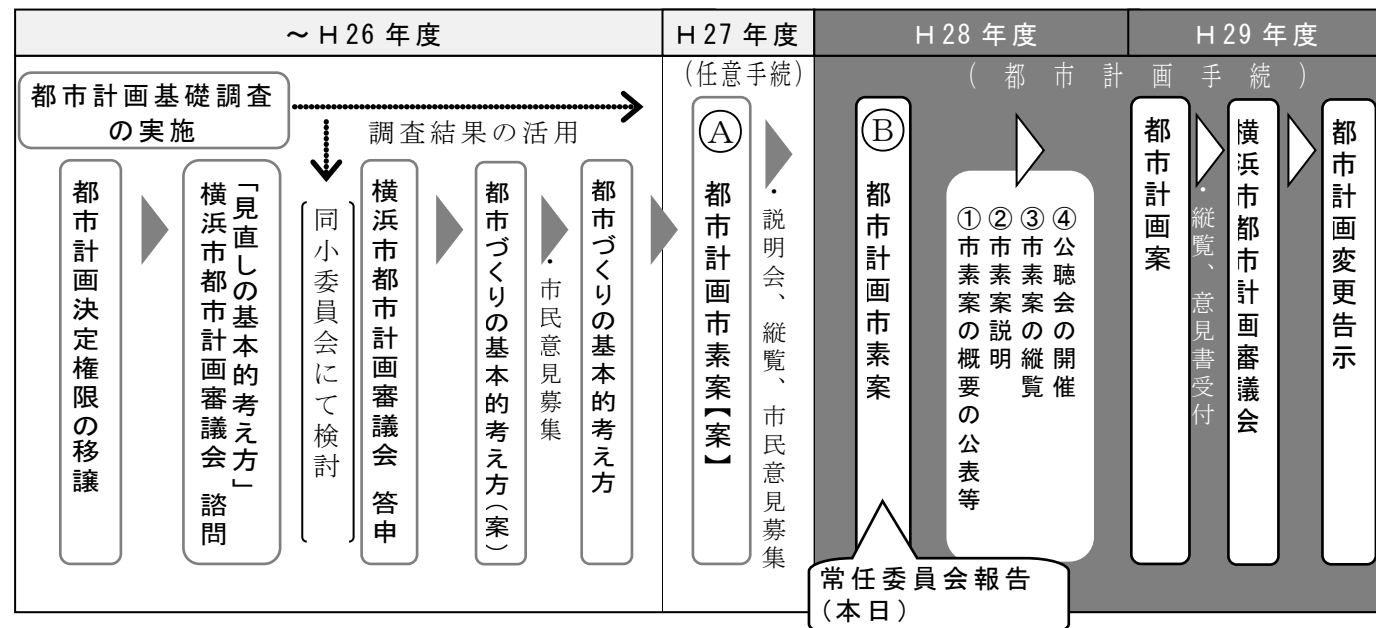 ～H26年度
H27年度
H28年度
H29年度
(任意手続)
(都市計画手続)
都市計画基礎調査
の実施
調査結果の活用
都市計画決定権限の移譲
「見直しの基本的考え方」
横浜市都市計画審議会 諮問
同小委員会にて検討
横浜市都市計画審議会 答申
都市づくりの基本的考え方(案)
・市民意見募集
都市づくりの基本的考え方
Ⓐ 都市計画市素案【案】
・説明会、縦覧、市民意見募集
Ⓑ 都市計画市素案
常任委員会報告
(本日)
①市素案の概要の公表等
②市素案説明
③市素案の縦覧
④公聴会の開催
都市計画案
・縦覧、意見書受付
横浜市都市計画審議会
都市計画変更告示